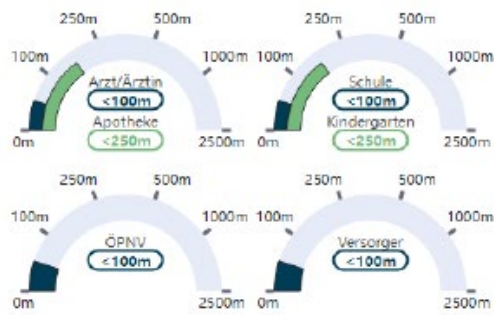 250m 500m
100m 1000m
Arzt/Ärztin
<100m
Apotheke
<250m
0m 2500m
250m 500m
100m 1000m
Schule
<100m
Kindergarten
<250m
0m 2500m
250m 500m
100m 1000m
ÖPNV
<100m
0m 2500m
250m 500m
100m 1000m
Versorger
<100m
0m 2500m